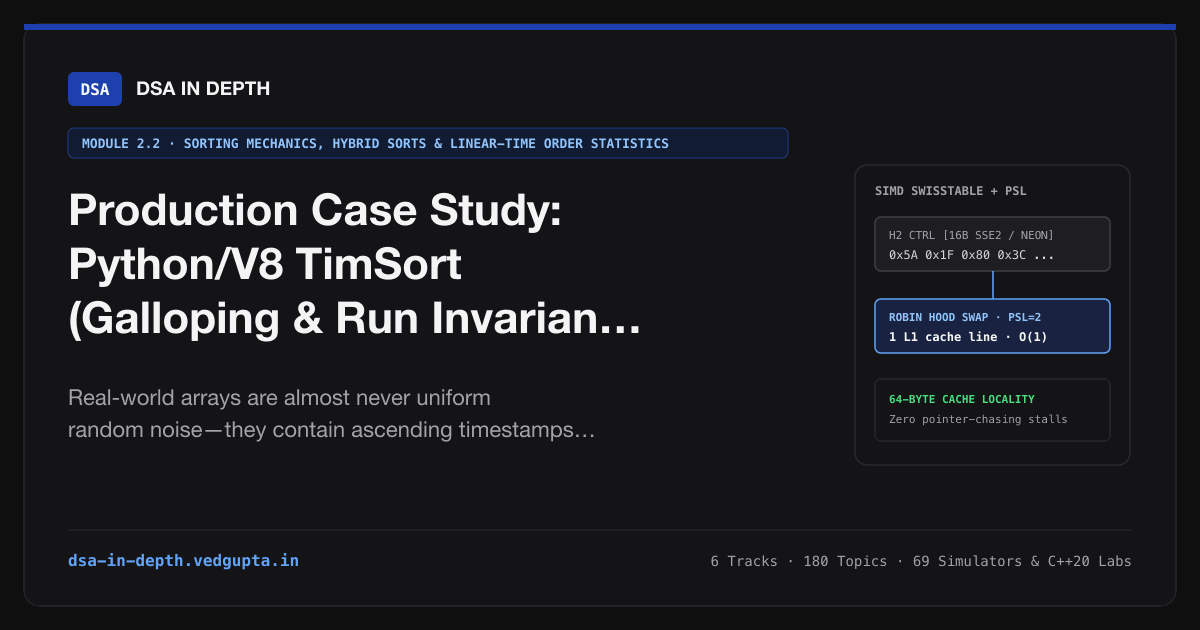 DSA
DSA IN DEPTH
MODULE 2.2 · SORTING MECHANICS, HYBRID SORTS & LINEAR-TIME ORDER STATISTICS
Production Case Study:
Python/V8 TimSort
(Galloping & Run Invarian...
Real-world arrays are almost never uniform
random noise—they contain ascending timestamps...
SIMD SWISSTABLE + PSL
H2 CTRL [16B SSE2 / NEON]
0x5A 0x1F 0x80 0x3C ...
ROBIN HOOD SWAP · PSL=2
1 L1 cache line · O(1)
64-BYTE CACHE LOCALITY
Zero pointer-chasing stalls
dsa-in-depth.vedgupta.in
6 Tracks · 180 Topics · 69 Simulators & C++20 Labs